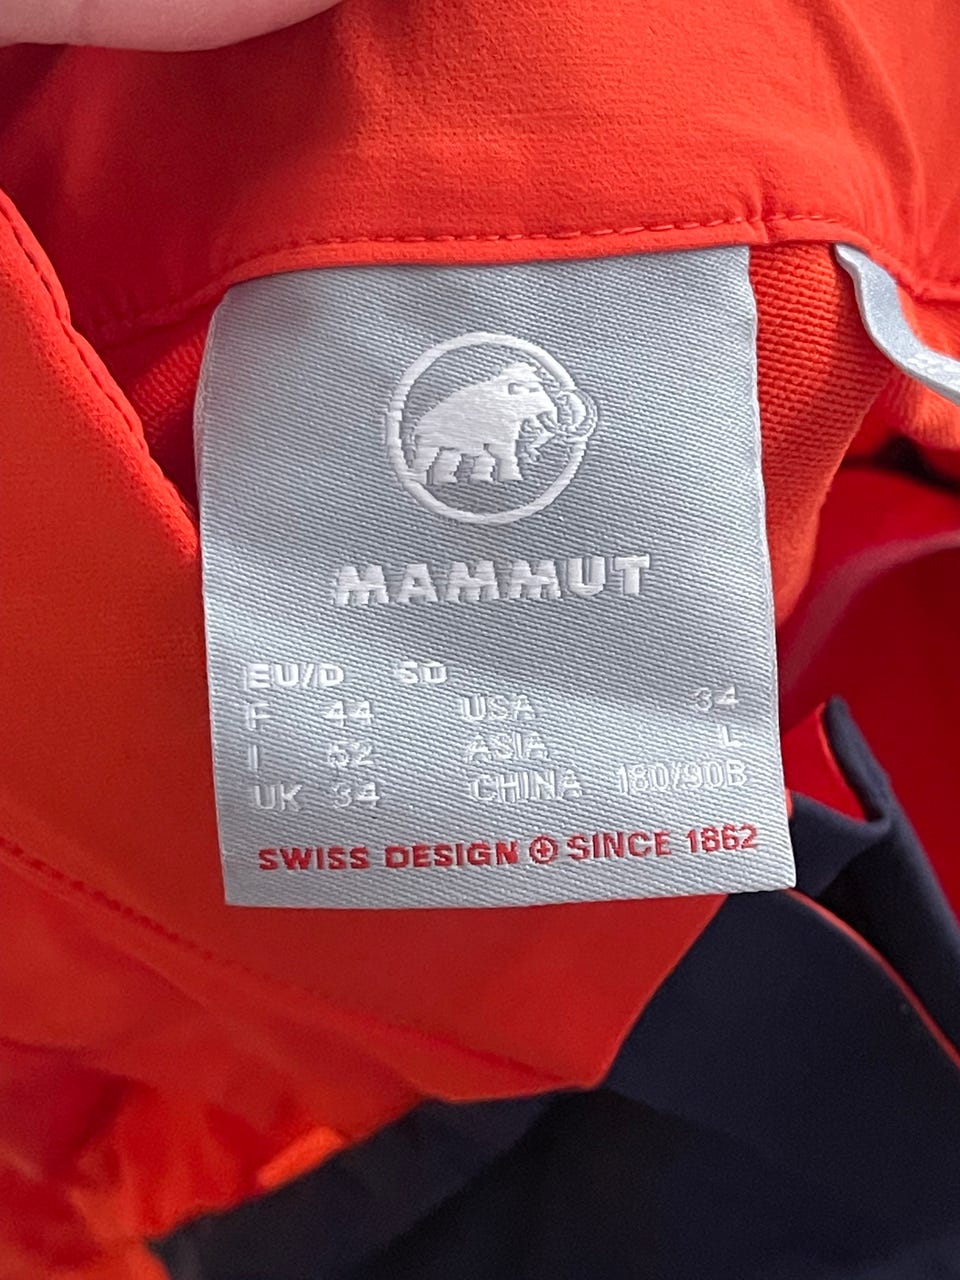 MAMMUT
EU/D 50
F 44 USA 34
I 52 ASIA L
UK 34 CHINA 180/90B
SWISS DESIGN SINCE 1862